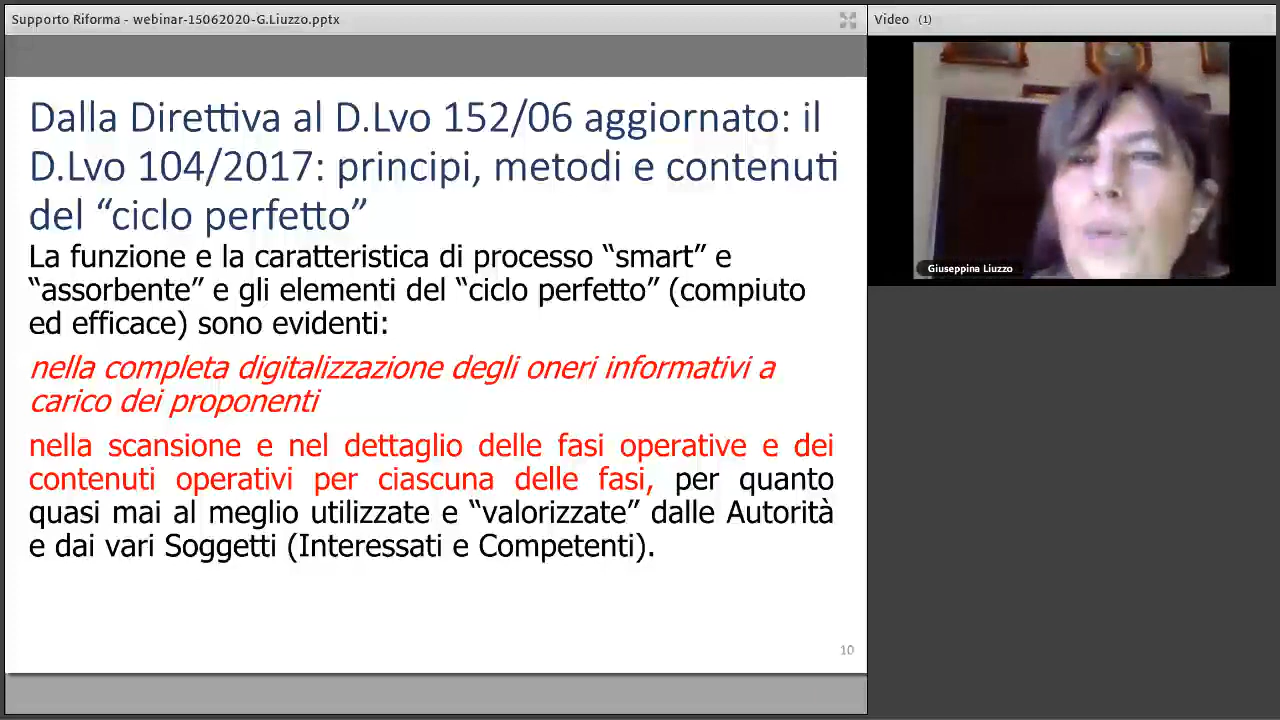 Supporto Riforma - webinar-15062020-G.Liuzzo.pptx
Video (1)
Dalla Direttiva al D.Lvo 152/06 aggiornato: il
D.Lvo 104/2017: principi, metodi e contenuti
del “ciclo perfetto”
La funzione e la caratteristica di processo “smart” e
“assorbente” e gli elementi del “ciclo perfetto” (compiuto
ed efficace) sono evidenti:
nella completa digitalizzazione degli oneri informativi a
carico dei proponenti
nella scansione e nel dettaglio delle fasi operative e dei
contenuti operativi per ciascuna delle fasi, per quanto
quasi mai al meglio utilizzate e “valorizzate” dalle Autorità
e dai vari Soggetti (Interessati e Competenti).
10
Giuseppina Liuzzo